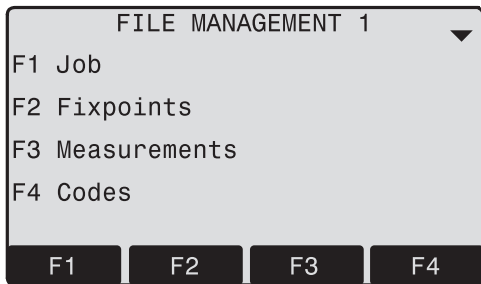 FILE MANAGEMENT 1
F1 Job
F2 Fixpoints
F3 Measurements
F4 Codes
F1 F2 F3 F4